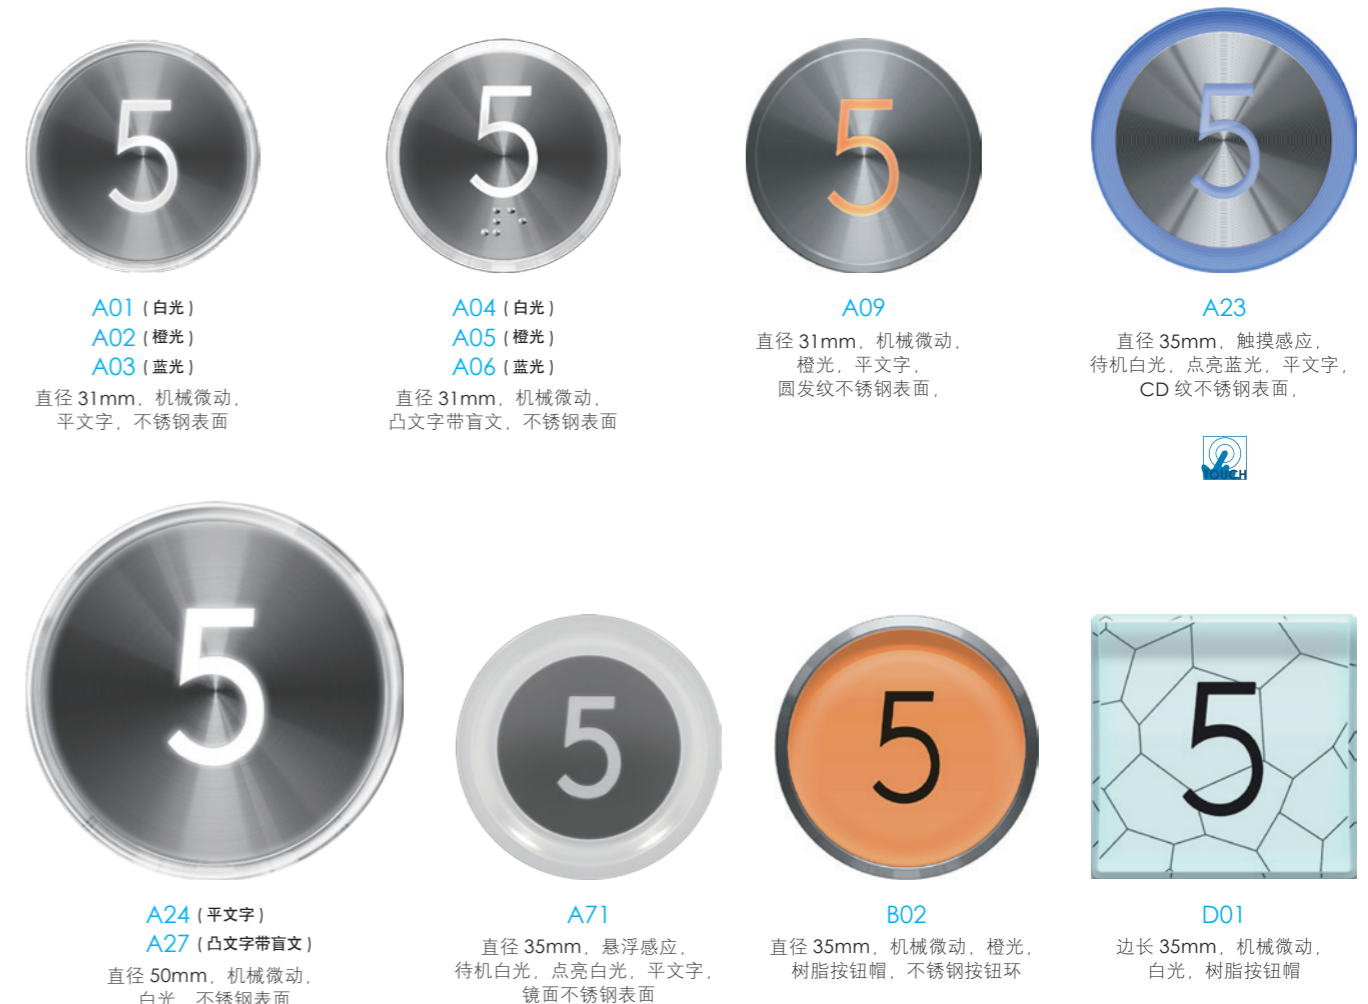 5
5
5
5
A01 (白光)
A02 (橙光)
A03 (蓝光)
直径 31mm, 机械微动,
平文字, 不锈钢表面
A04 (白光)
A05 (橙光)
A06 (蓝光)
直径 31mm, 机械微动,
凸文字带盲文, 不锈钢表面
A09
直径 31mm, 机械微动,
橙光, 平文字,
圆发纹不锈钢表面,
A23
直径 35mm, 触摸感应,
待机白光, 点亮蓝光, 平文字,
CD 纹不锈钢表面,
TOUCH
5
5
5
5
A24 (平文字)
A27 (凸文字带盲文)
直径 50mm, 机械微动,
白光, 不锈钢表面
A71
直径 35mm, 悬浮感应,
待机白光, 点亮白光, 平文字,
镜面不锈钢表面
B02
直径 35mm, 机械微动, 橙光,
树脂按钮帽, 不锈钢按钮环
D01
边长 35mm, 机械微动,
白光, 树脂按钮帽